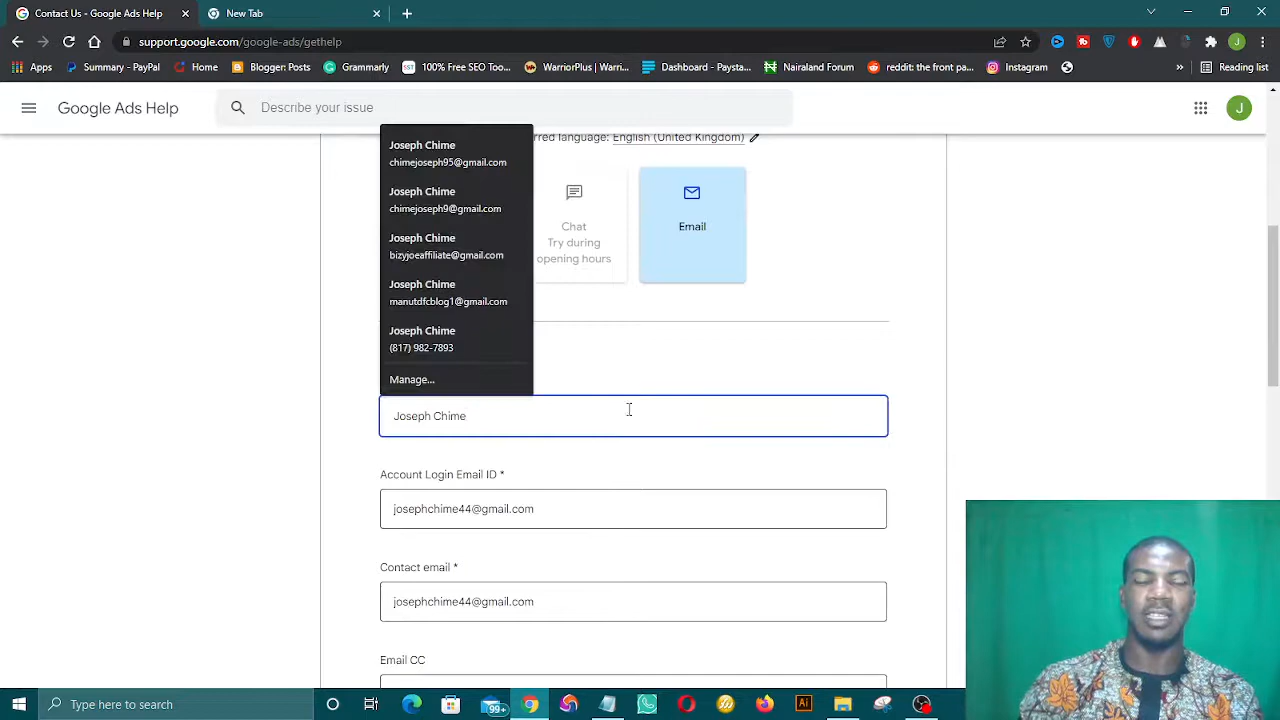 Contact Us - Google Ads Help
New Tab
support.google.com/google-ads/gethelp
J
Apps
Summary - PayPal
Home
Blogger: Posts
Grammarly
100% Free SEO Too...
WarriorPlus | Warri...
Dashboard - Paysta...
Nairaland Forum
reddit: the front pa...
Instagram
»
Reading list
Google Ads Help
Describe your issue
J
rred language: English (United Kingdom)
Joseph Chime
chimejoseph95@gmail.com
Joseph Chime
chimejoseph9@gmail.com
Joseph Chime
bizyjoeaffiliate@gmail.com
Joseph Chime
manutdfcblog1@gmail.com
Joseph Chime
(817) 982-7893
Manage...
Chat
Try during
opening hours
Email
Joseph Chime
Account Login Email ID *
josephchime44@gmail.com
Contact email *
josephchime44@gmail.com
Email CC
Type here to search
99+
Ai